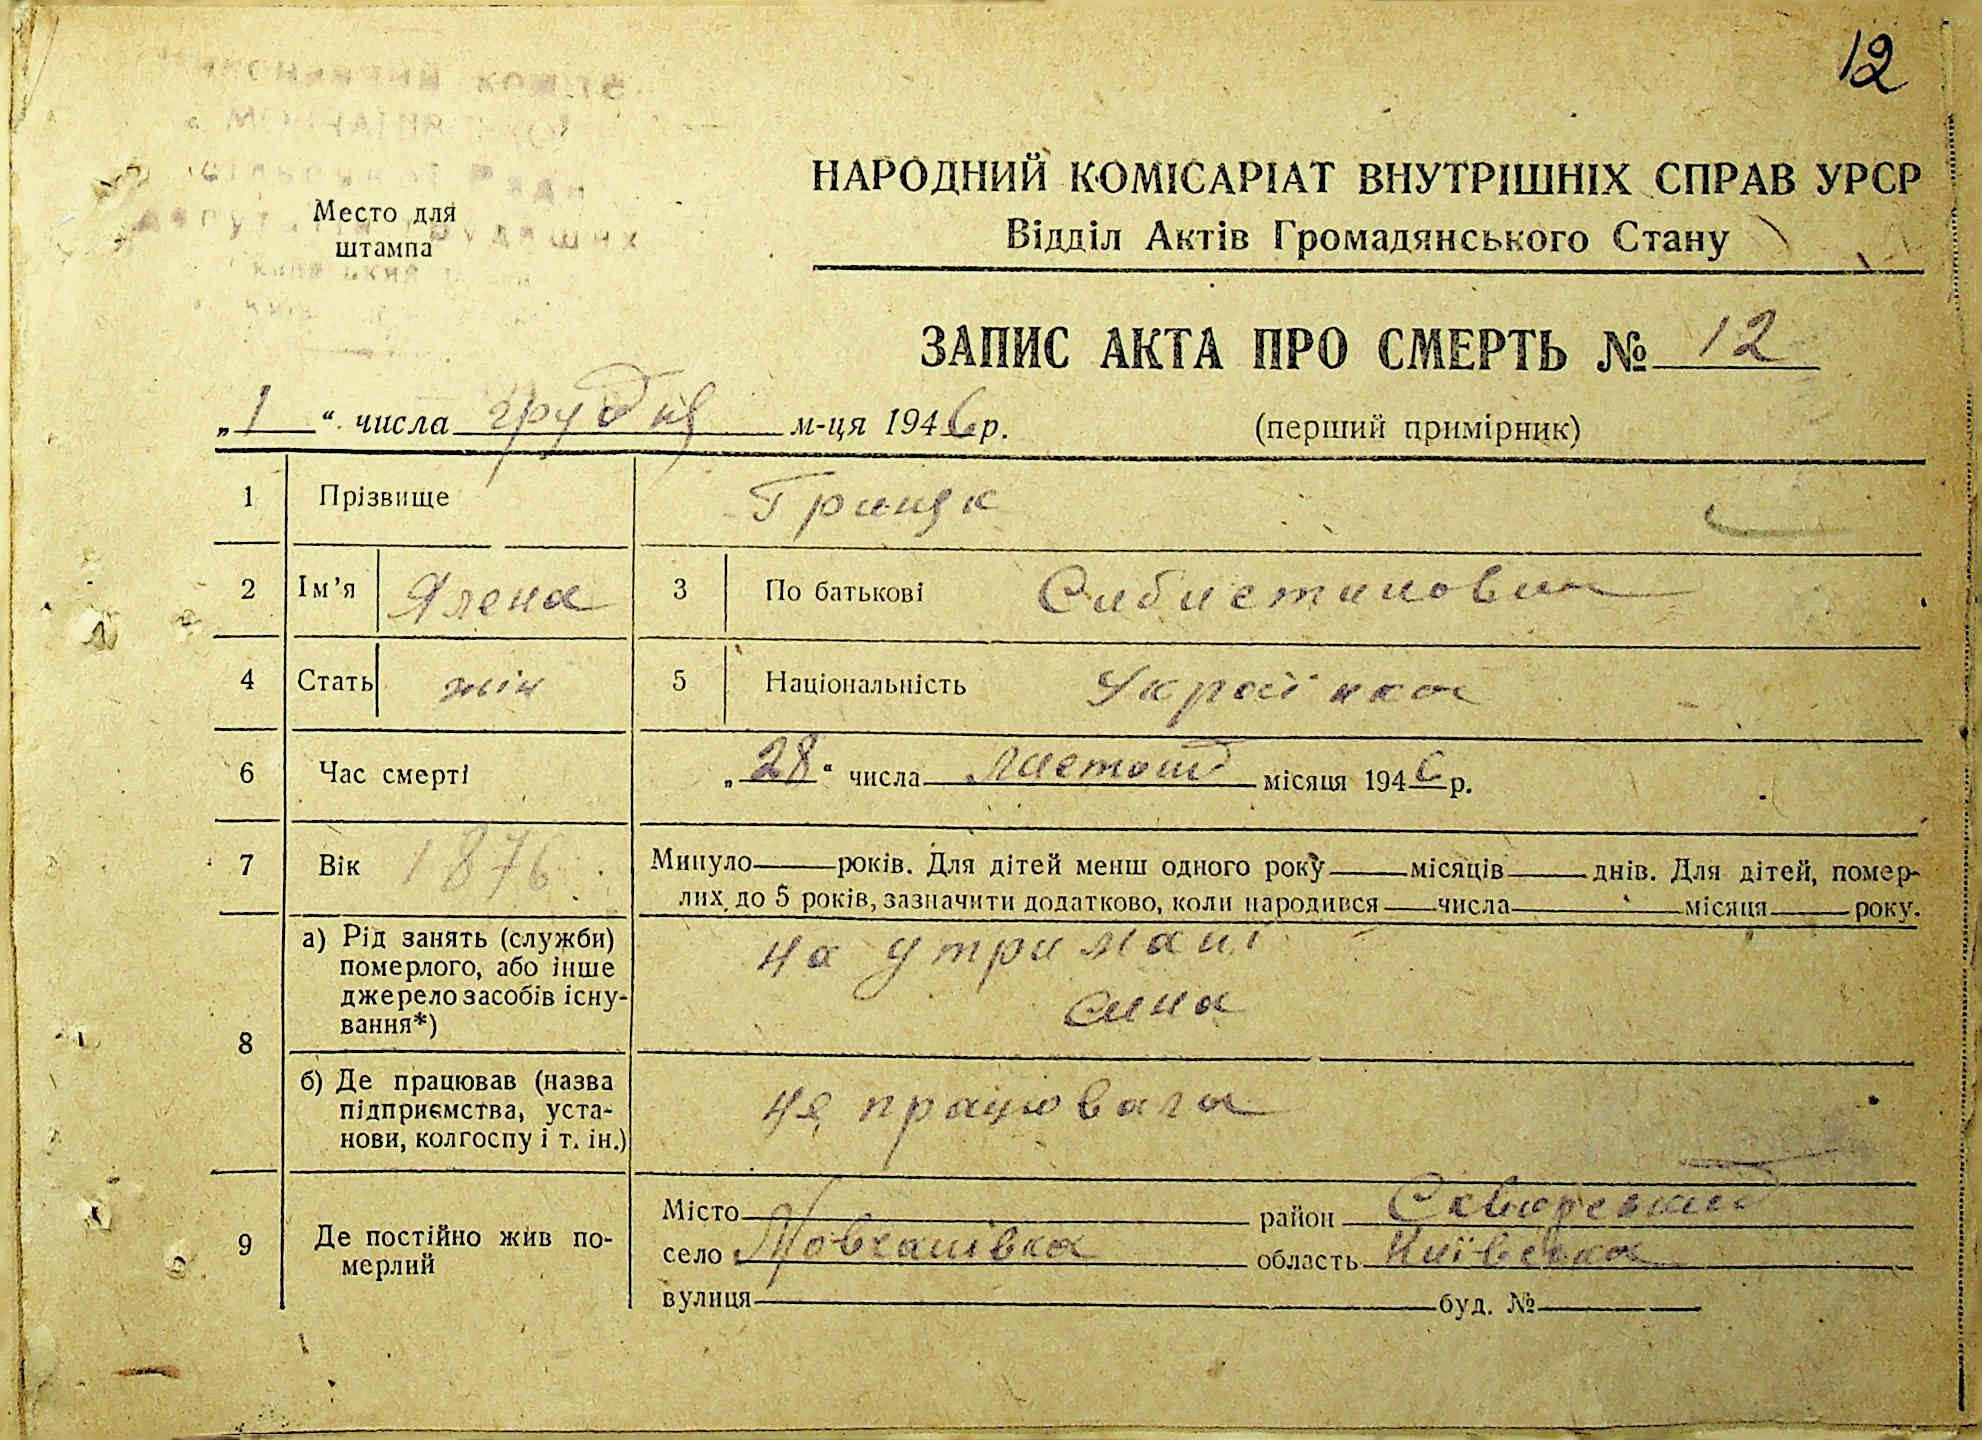 12
Место для
штампа
НАРОДНИЙ КОМІСАРІАТ ВНУТРІШНІХ СПРАВ УРСР
Відділ Актів Громадянського Стану
ЗАПИС АКТА ПРО СМЕРТЬ № 12
„1“ числа грудня м-ця 1946 р.
(перший примірник)
1 Прізвище Грицяк
2 Ім'я Ялена 3 По батькові
4 Стать жін 5 Національність Українка
6 Час смерті „28“ числа листопад місяця 1946 р.
7 Вік 1876 Минуло років. Для дітей менш одного року місяців днів. Для дітей, помер-
лих до 5 років, зазначити додатково, коли народився числа місяця року.
8 а) Рід занять (служби)
померлого, або інше
джерело засобів існу-
вання*)
на утримані
сина
б) Де працював (назва
підприємства, уста-
нови, колгоспу і т. ін.)
не працювала
9 Де постійно жив по-
мерлий
Місто район Сквирський
село Мовчанівка область Київська
вулиця буд. №